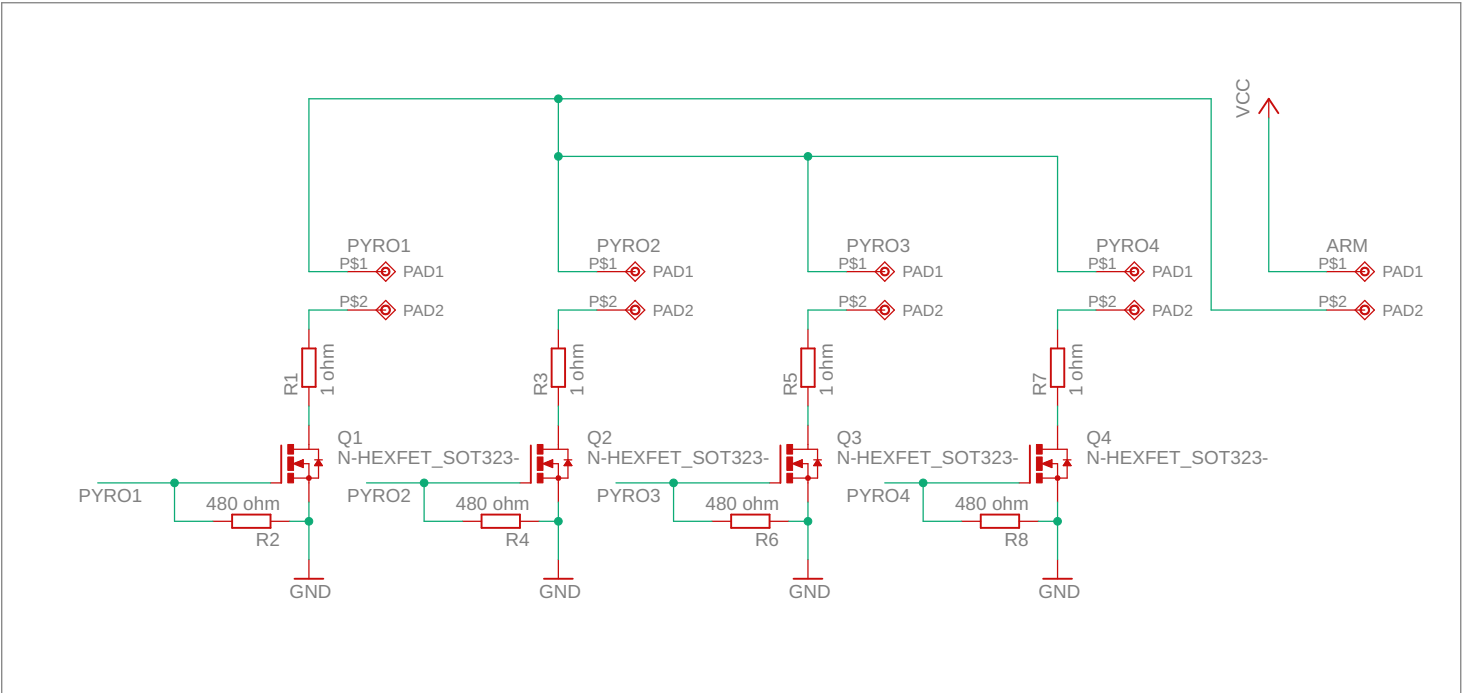 VCC
PYRO1
PYRO2
PYRO3
PYRO4
ARM
P$1
PAD1
P$1
PAD1
P$1
PAD1
P$1
PAD1
P$1
PAD1
P$2
PAD2
P$2
PAD2
P$2
PAD2
P$2
PAD2
P$2
PAD2
R1
1 ohm
R3
1 ohm
R5
1 ohm
R7
1 ohm
Q1
N-HEXFET_SOT323-
Q2
N-HEXFET_SOT323-
Q3
N-HEXFET_SOT323-
Q4
N-HEXFET_SOT323-
PYRO1
480 ohm
R2
PYRO2
480 ohm
R4
PYRO3
480 ohm
R6
PYRO4
480 ohm
R8
GND
GND
GND
GND